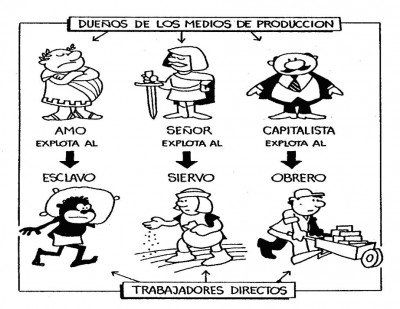 DUEÑOS DE LOS MEDIOS DE PRODUCCION
AMO
EXPLOTA AL
ESCLAVO
SEÑOR
EXPLOTA AL
SIERVO
CAPITALISTA
EXPLOTA AL
OBRERO
TRABAJADORES DIRECTOS